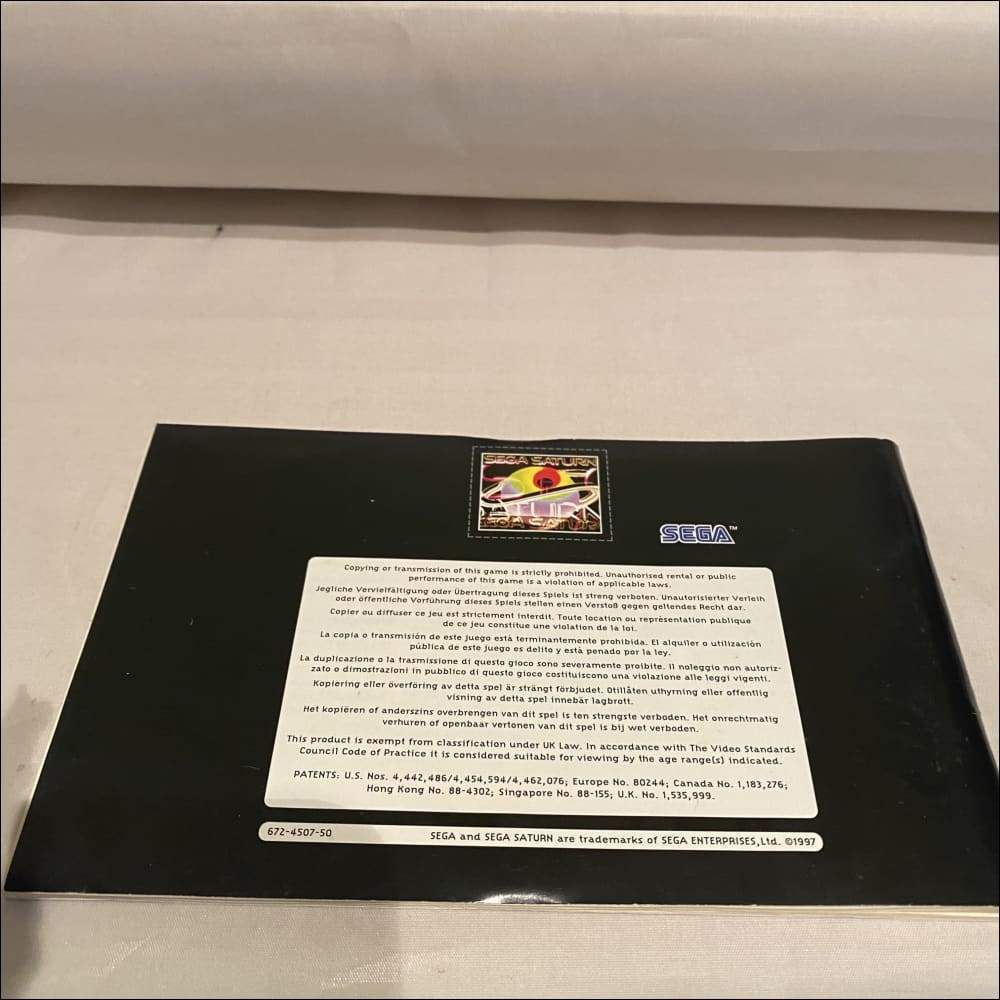 SEGA SATURN
SEGA™
Copying or transmission of this game is strictly prohibited. Unauthorised rental or public
performance of this game is a violation of applicable laws.
Jegliche Vervielfältigung oder Übertragung dieses Spiels ist streng verboten. Unautorisierter Verleih
oder öffentliche Vorführung dieses Spiels stellen einen Verstoß gegen geltendes Recht dar.
Copier ou diffuser ce jeu est strictement interdit. Toute location ou représentation publique
de ce jeu constitue une violation de la loi.
La copia o transmisión de este juego está terminantemente prohibida. El alquiler o utilización
pública de este juego es delito y está penado por la ley.
La duplicazione o la trasmissione di questo gioco sono severamente proibite. Il noleggio non autoriz-
zato o dimostrazioni in pubblico di questo gioco costituiscono una violazione alle leggi vigenti.
Kopiering eller överföring av detta spel är strängt förbjudet. Otillåten uthyrning eller offentlig
visning av detta spel innebär lagbrott.
Het kopiëren of anderszins overbrengen van dit spel is ten strengste verboden. Het onrechtmatig
verhuren of openbaar vertonen van dit spel is bij wet verboden.
This product is exempt from classification under UK Law. In accordance with The Video Standards
Council Code of Practice it is considered suitable for viewing by the age range(s) indicated.
PATENTS: U.S. Nos. 4,442,486/4,454,594/4,462,076; Europe No. 80244; Canada No. 1,183,276;
Hong Kong No. 88-4302; Singapore No. 88-155; U.K. No. 1,535,999.
672-4507-50 SEGA and SEGA SATURN are trademarks of SEGA ENTERPRISES,Ltd. ©1997